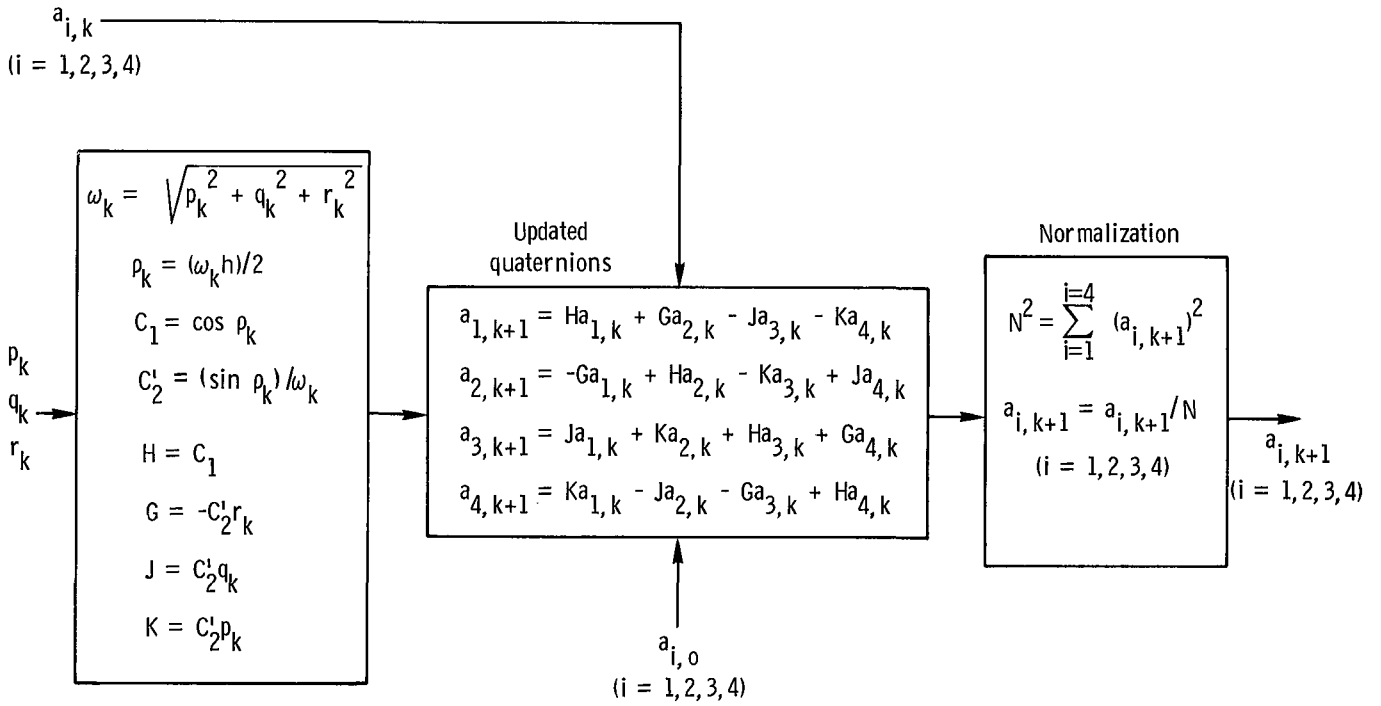 a_{i,k}
(i = 1,2,3,4)
p_k
q_k
r_k
ω_k = √(p_k² + q_k² + r_k²)
ρ_k = (ω_k h)/2
C_1 = cos ρ_k
C'_2 = (sin ρ_k)/ω_k
H = C_1
G = -C'_2 r_k
J = C'_2 q_k
K = C'_2 p_k
Updated
quaternions
a_{1,k+1} = Ha_{1,k} + Ga_{2,k} - Ja_{3,k} - Ka_{4,k}
a_{2,k+1} = -Ga_{1,k} + Ha_{2,k} - Ka_{3,k} + Ja_{4,k}
a_{3,k+1} = Ja_{1,k} + Ka_{2,k} + Ha_{3,k} + Ga_{4,k}
a_{4,k+1} = Ka_{1,k} - Ja_{2,k} - Ga_{3,k} + Ha_{4,k}
a_{i,o}
(i = 1,2,3,4)
Normalization
N² = ∑_{i=1}^{i=4} (a_{i,k+1})²
a_{i,k+1} = a_{i,k+1}/N
(i = 1,2,3,4)
a_{i,k+1}
(i = 1,2,3,4)